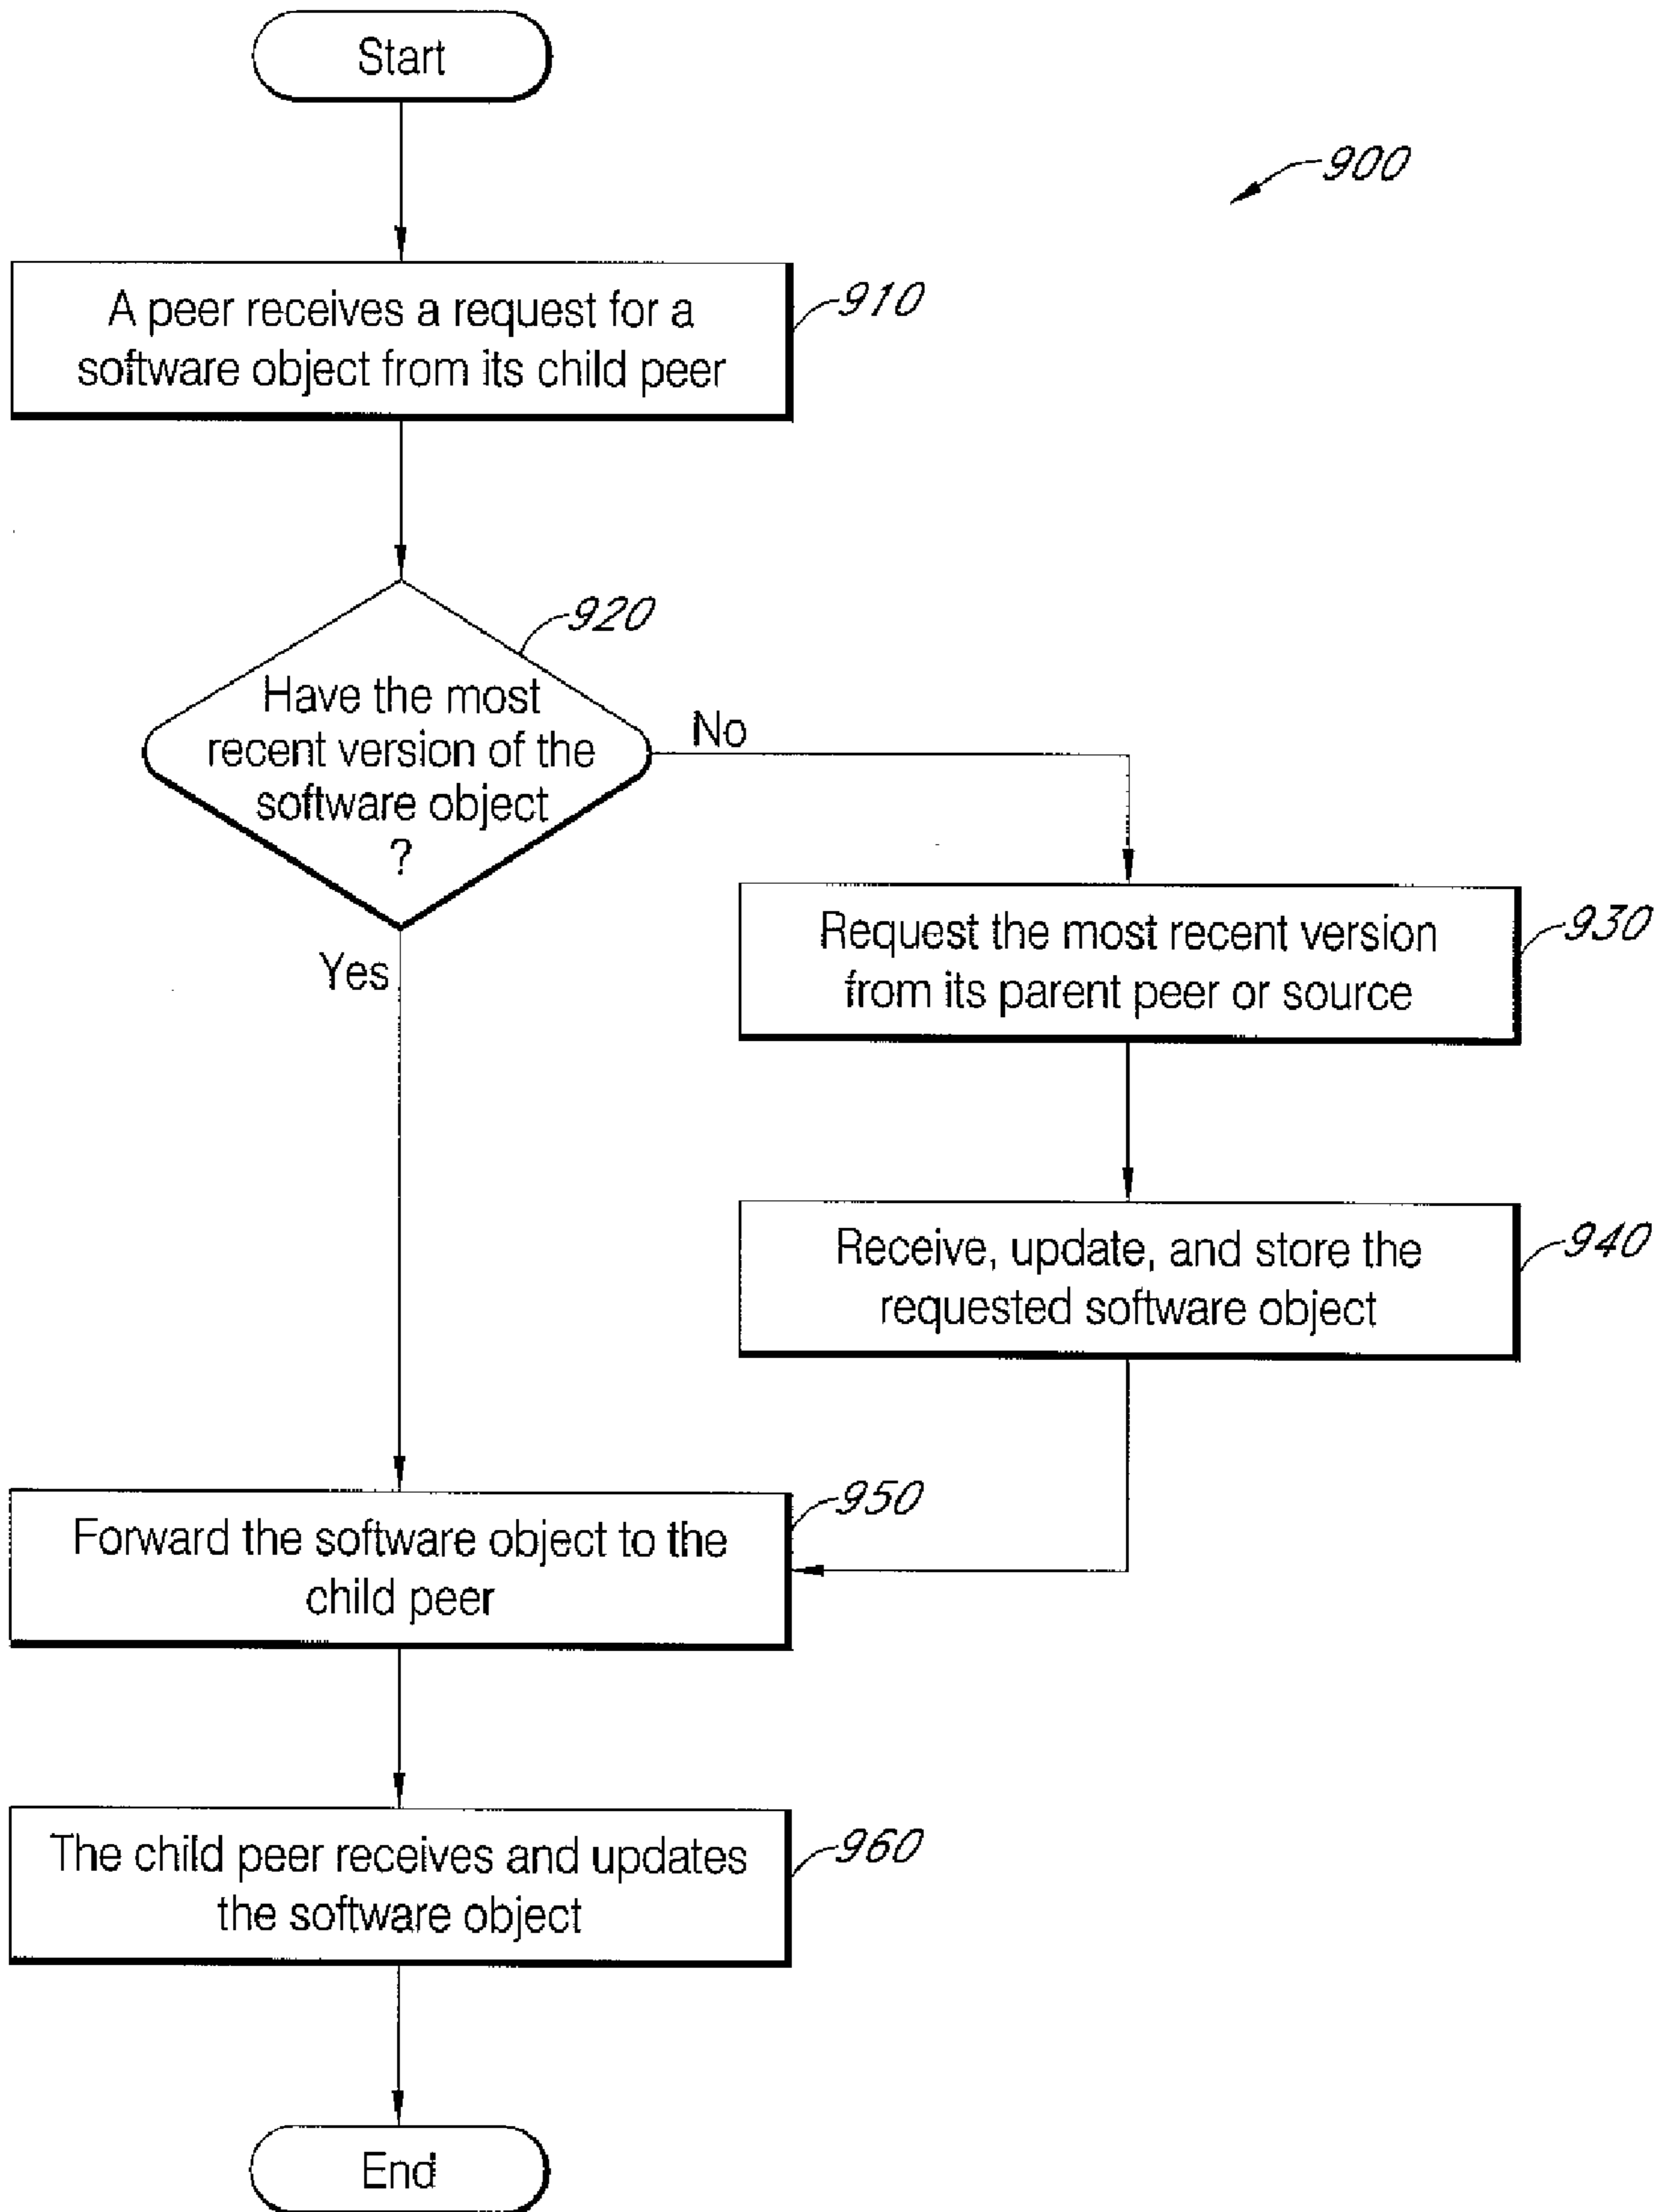 Start
900
A peer receives a request for a
software object from its child peer
910
920
Have the most
recent version of the
software object
?
No
Yes
Request the most recent version
from its parent peer or source
930
Receive, update, and store the
requested software object
940
Forward the software object to the
child peer
950
The child peer receives and updates
the software object
960
End